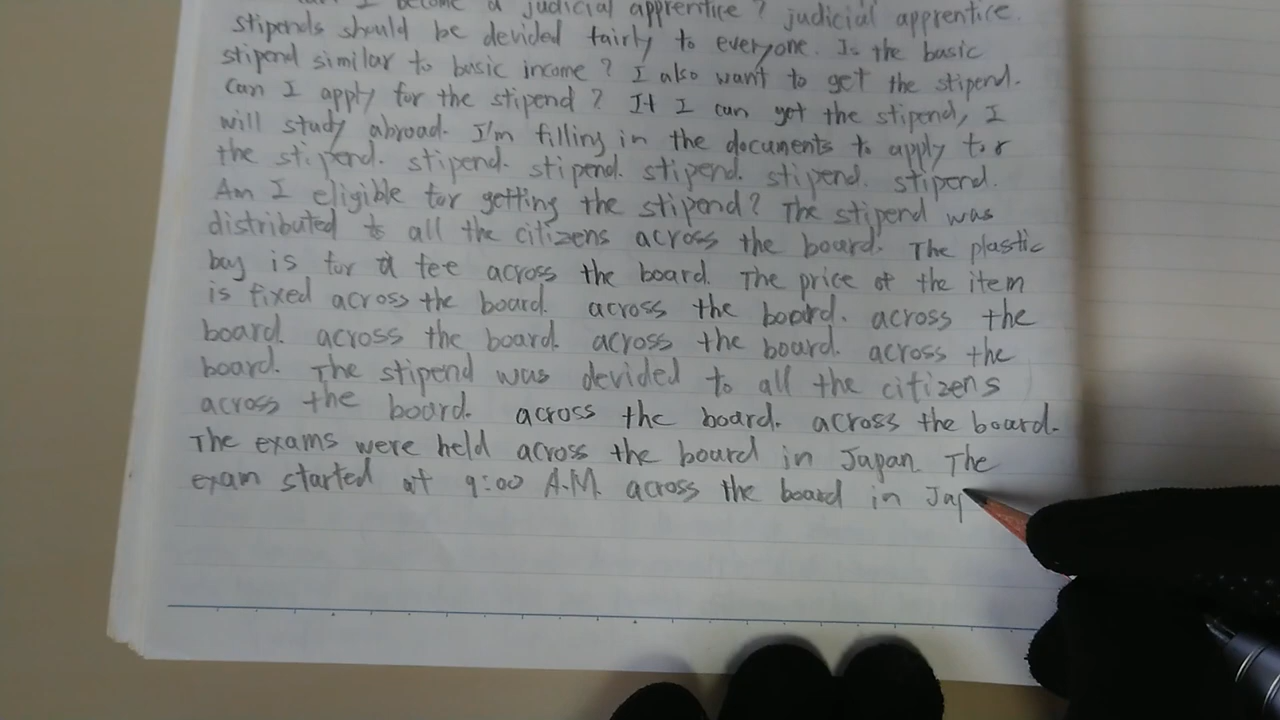 I become a judicial apprentice? judicial apprentice.
stipends should be devided fairly to everyone. Is the basic
stipend similar to basic income? I also want to get the stipend.
Can I apply for the stipend? If I can get the stipend, I
will study abroad. I'm filling in the documents to apply for
the stipend. stipend. stipend. stipend. stipend. stipend.
Am I eligible for getting the stipend? The stipend was
distributed to all the citizens across the board. The plastic
bag is for a fee across the board. The price of the item
is fixed across the board. across the board. across the
board. across the board. across the board. across the
board. The stipend was devided to all the citizens
across the board. across the board. across the board.
The exams were held across the board in Japan. The
exam started at 9:00 A.M. across the board in Jap